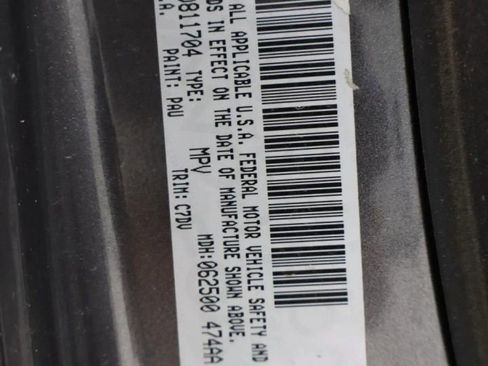 ALL APPLICABLE U.S.A. FEDERAL MOTOR VEHICLE SAFETY AND
DS IN EFFECT ON THE DATE OF MANUFACTURE SHOWN ABOVE.
0811704 TYPE: MPV MDH:062500 474AA
.A. PAINT: PAU TRIM: C7DV